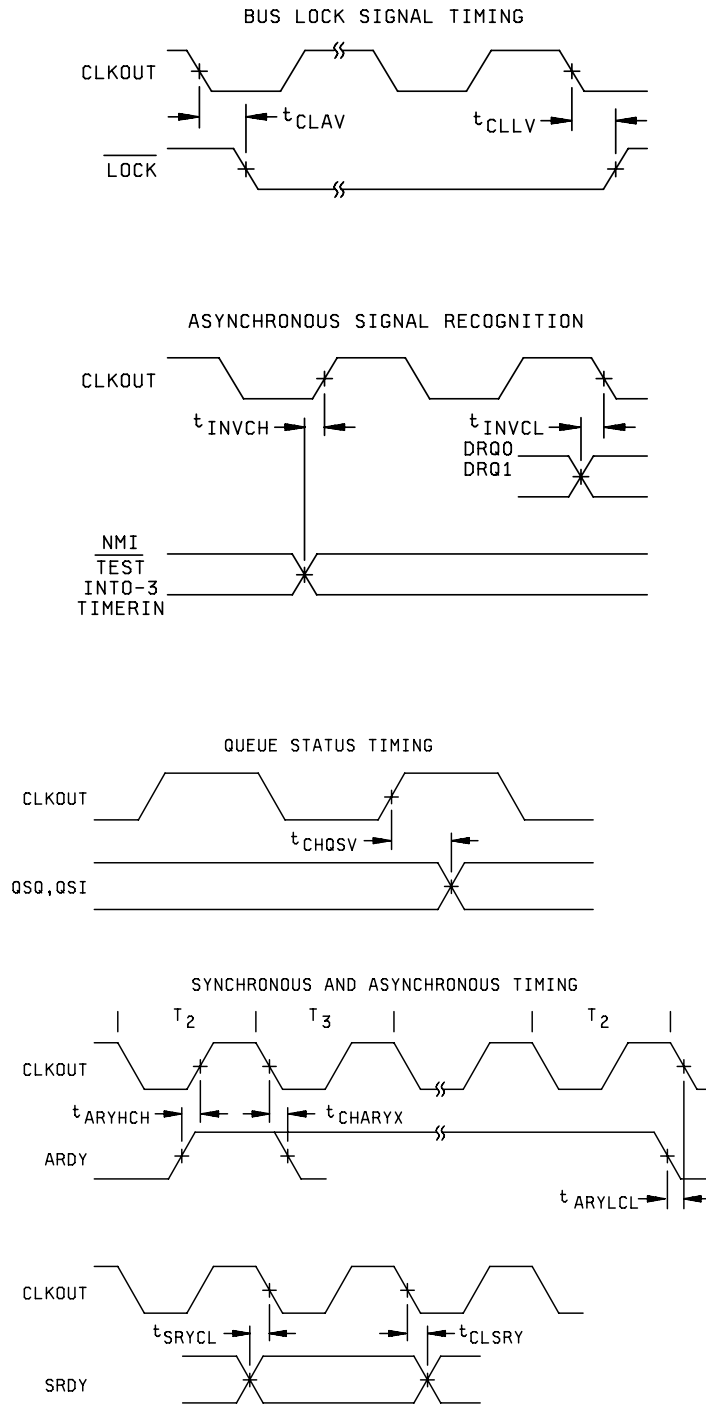 BUS LOCK SIGNAL TIMING
CLKOUT
tCLAV
tCLLV
LOCK
ASYNCHRONOUS SIGNAL RECOGNITION
CLKOUT
tINVCH
tINVCL
DRQ0
DRQ1
NMI
TEST
INTO-3
TIMERIN
QUEUE STATUS TIMING
CLKOUT
tCHQSV
QSQ,QSI
SYNCHRONOUS AND ASYNCHRONOUS TIMING
T2 T3 T2
CLKOUT
tARYHCH
tCHARYX
ARDY
tARYLCL
CLKOUT
tSRYCL
tCLSRY
SRDY